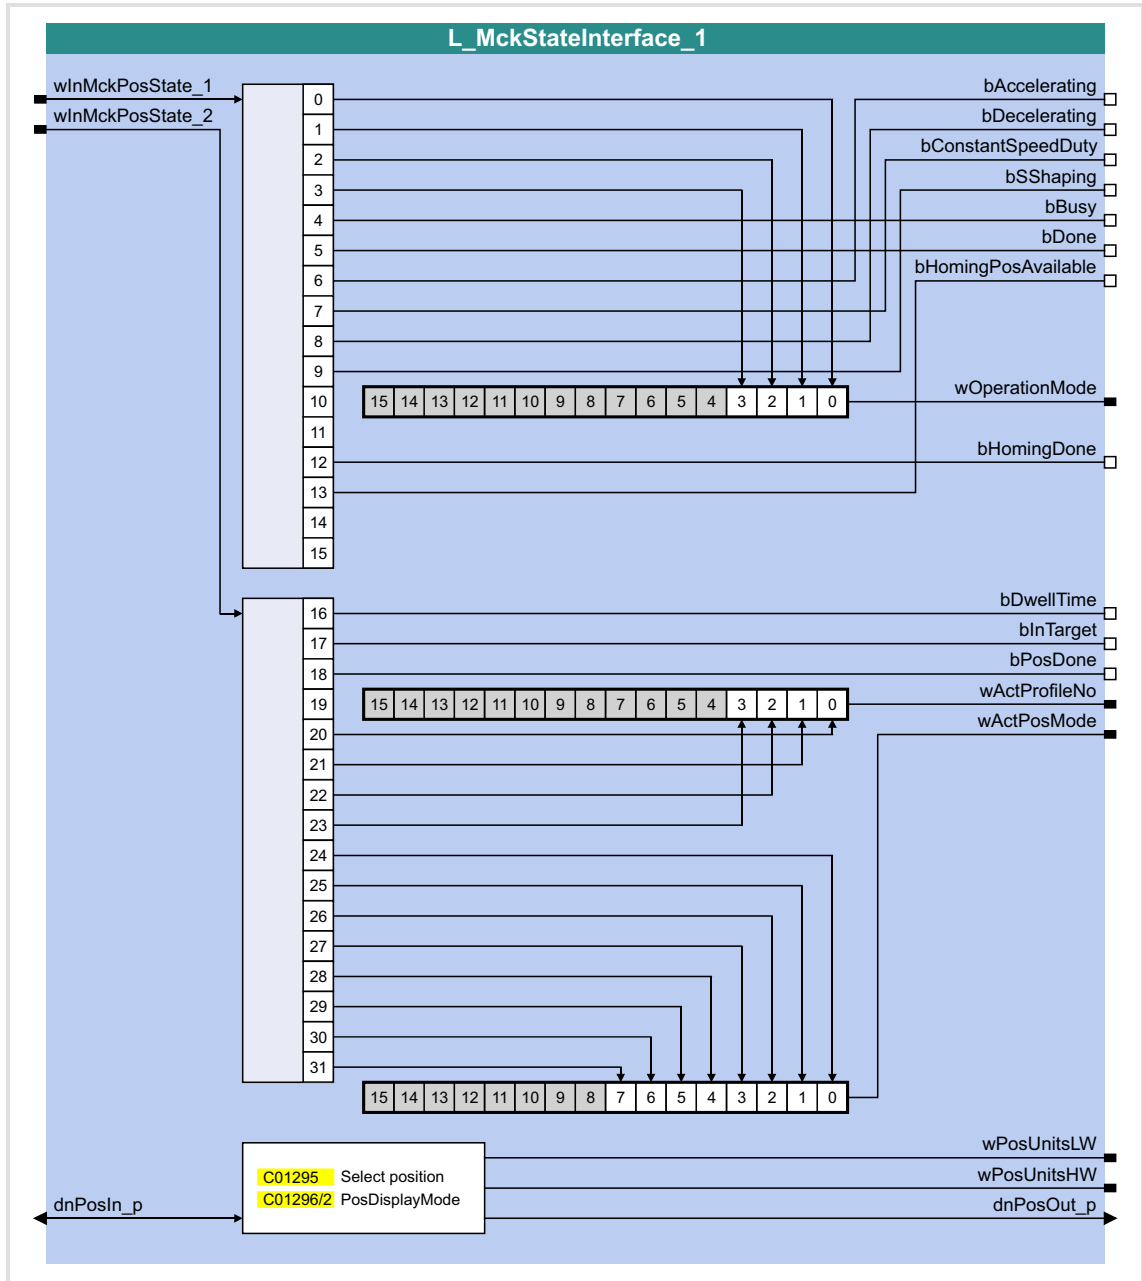 L_MckStateInterface_1
wInMckPosState_1
wInMckPosState_2
bAccelerating
bDecelerating
bConstantSpeedDuty
bSShaping
bBusy
bDone
bHomingPosAvailable
0
1
2
3
4
5
6
7
8
9
10
11
12
13
14
15
15 14 13 12 11 10 9 8 7 6 5 4 3 2 1 0
wOperationMode
bHomingDone
16
17
18
19
20
21
22
23
24
25
26
27
28
29
30
31
bDwellTime
bInTarget
bPosDone
wActProfileNo
wActPosMode
15 14 13 12 11 10 9 8 7 6 5 4 3 2 1 0
15 14 13 12 11 10 9 8 7 6 5 4 3 2 1 0
dnPosIn_p
C01295 Select position
C01296/2 PosDisplayMode
wPosUnitsLW
wPosUnitsHW
dnPosOut_p